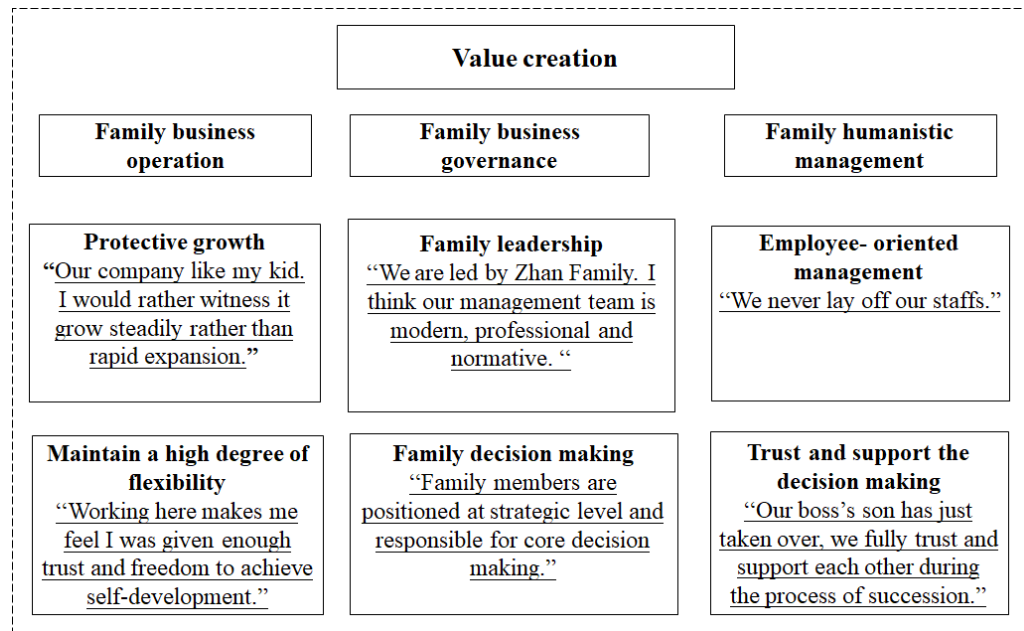 Value creation
Family business
operation
Family business
governance
Family humanistic
management
Protective growth
“Our company like my kid.
I would rather witness it
grow steadily rather than
rapid expansion.”
Family leadership
“We are led by Zhan Family. I
think our management team is
modern, professional and
normative. “
Employee- oriented
management
“We never lay off our staffs.”
Maintain a high degree of
flexibility
“Working here makes me
feel I was given enough
trust and freedom to achieve
self-development.”
Family decision making
“Family members are
positioned at strategic level and
responsible for core decision
making.”
Trust and support the
decision making
“Our boss’s son has just
taken over, we fully trust and
support each other during
the process of succession.”